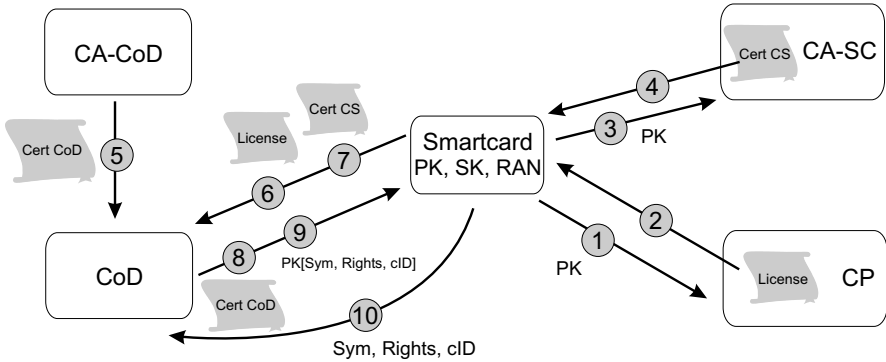 CA-CoD
Cert CoD
5
CoD
License
Cert CS
6
7
8
9
PK[Sym, Rights, cID]
Cert CoD
10
Sym, Rights, cID
Smartcard
PK, SK, RAN
4
3
PK
Cert CS
CA-SC
2
1
PK
License
CP